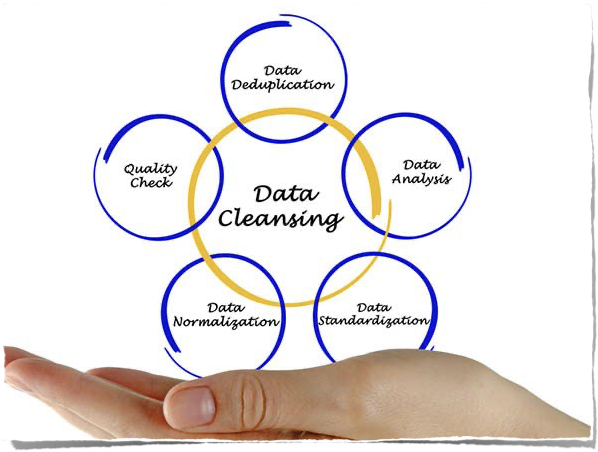 Data
Deduplication
Quality
Check
Data
Analysis
Data
Cleansing
Data
Normalization
Data
Standardization